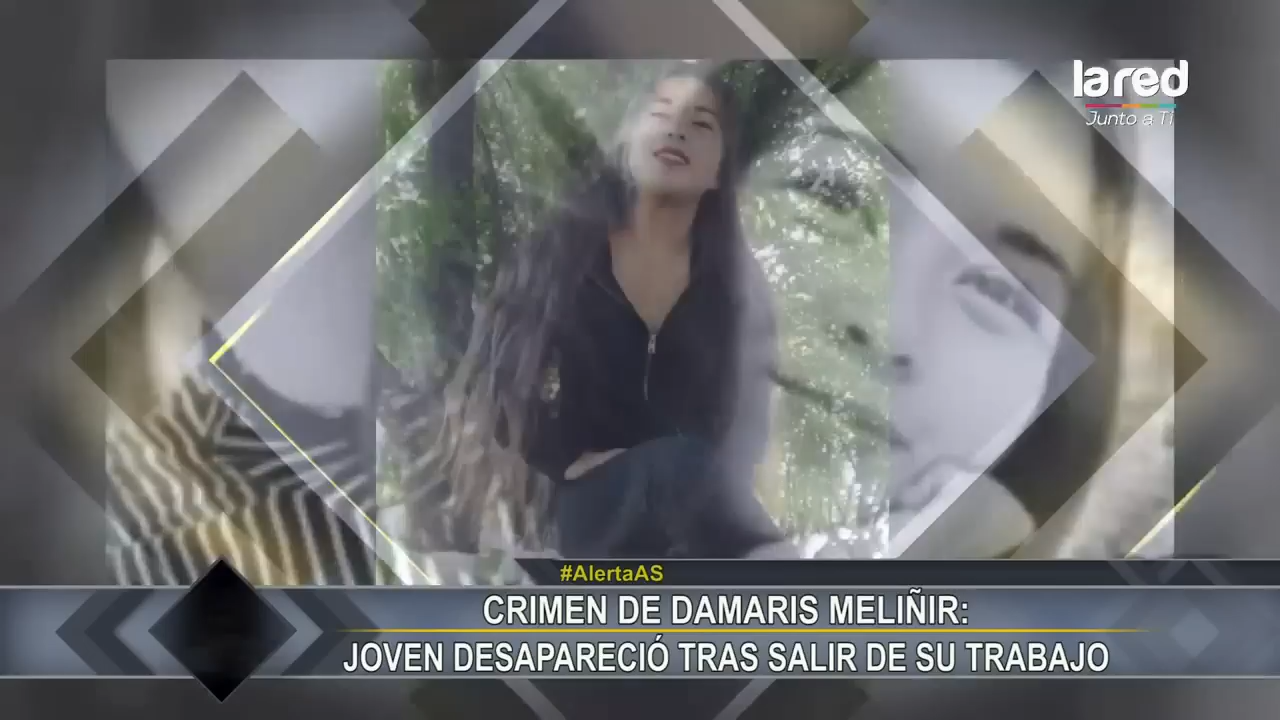 lared
Junto a Ti
#AlertaAS
CRIMEN DE DAMARIS MELIÑIR:
JOVEN DESAPARECIÓ TRAS SALIR DE SU TRABAJO